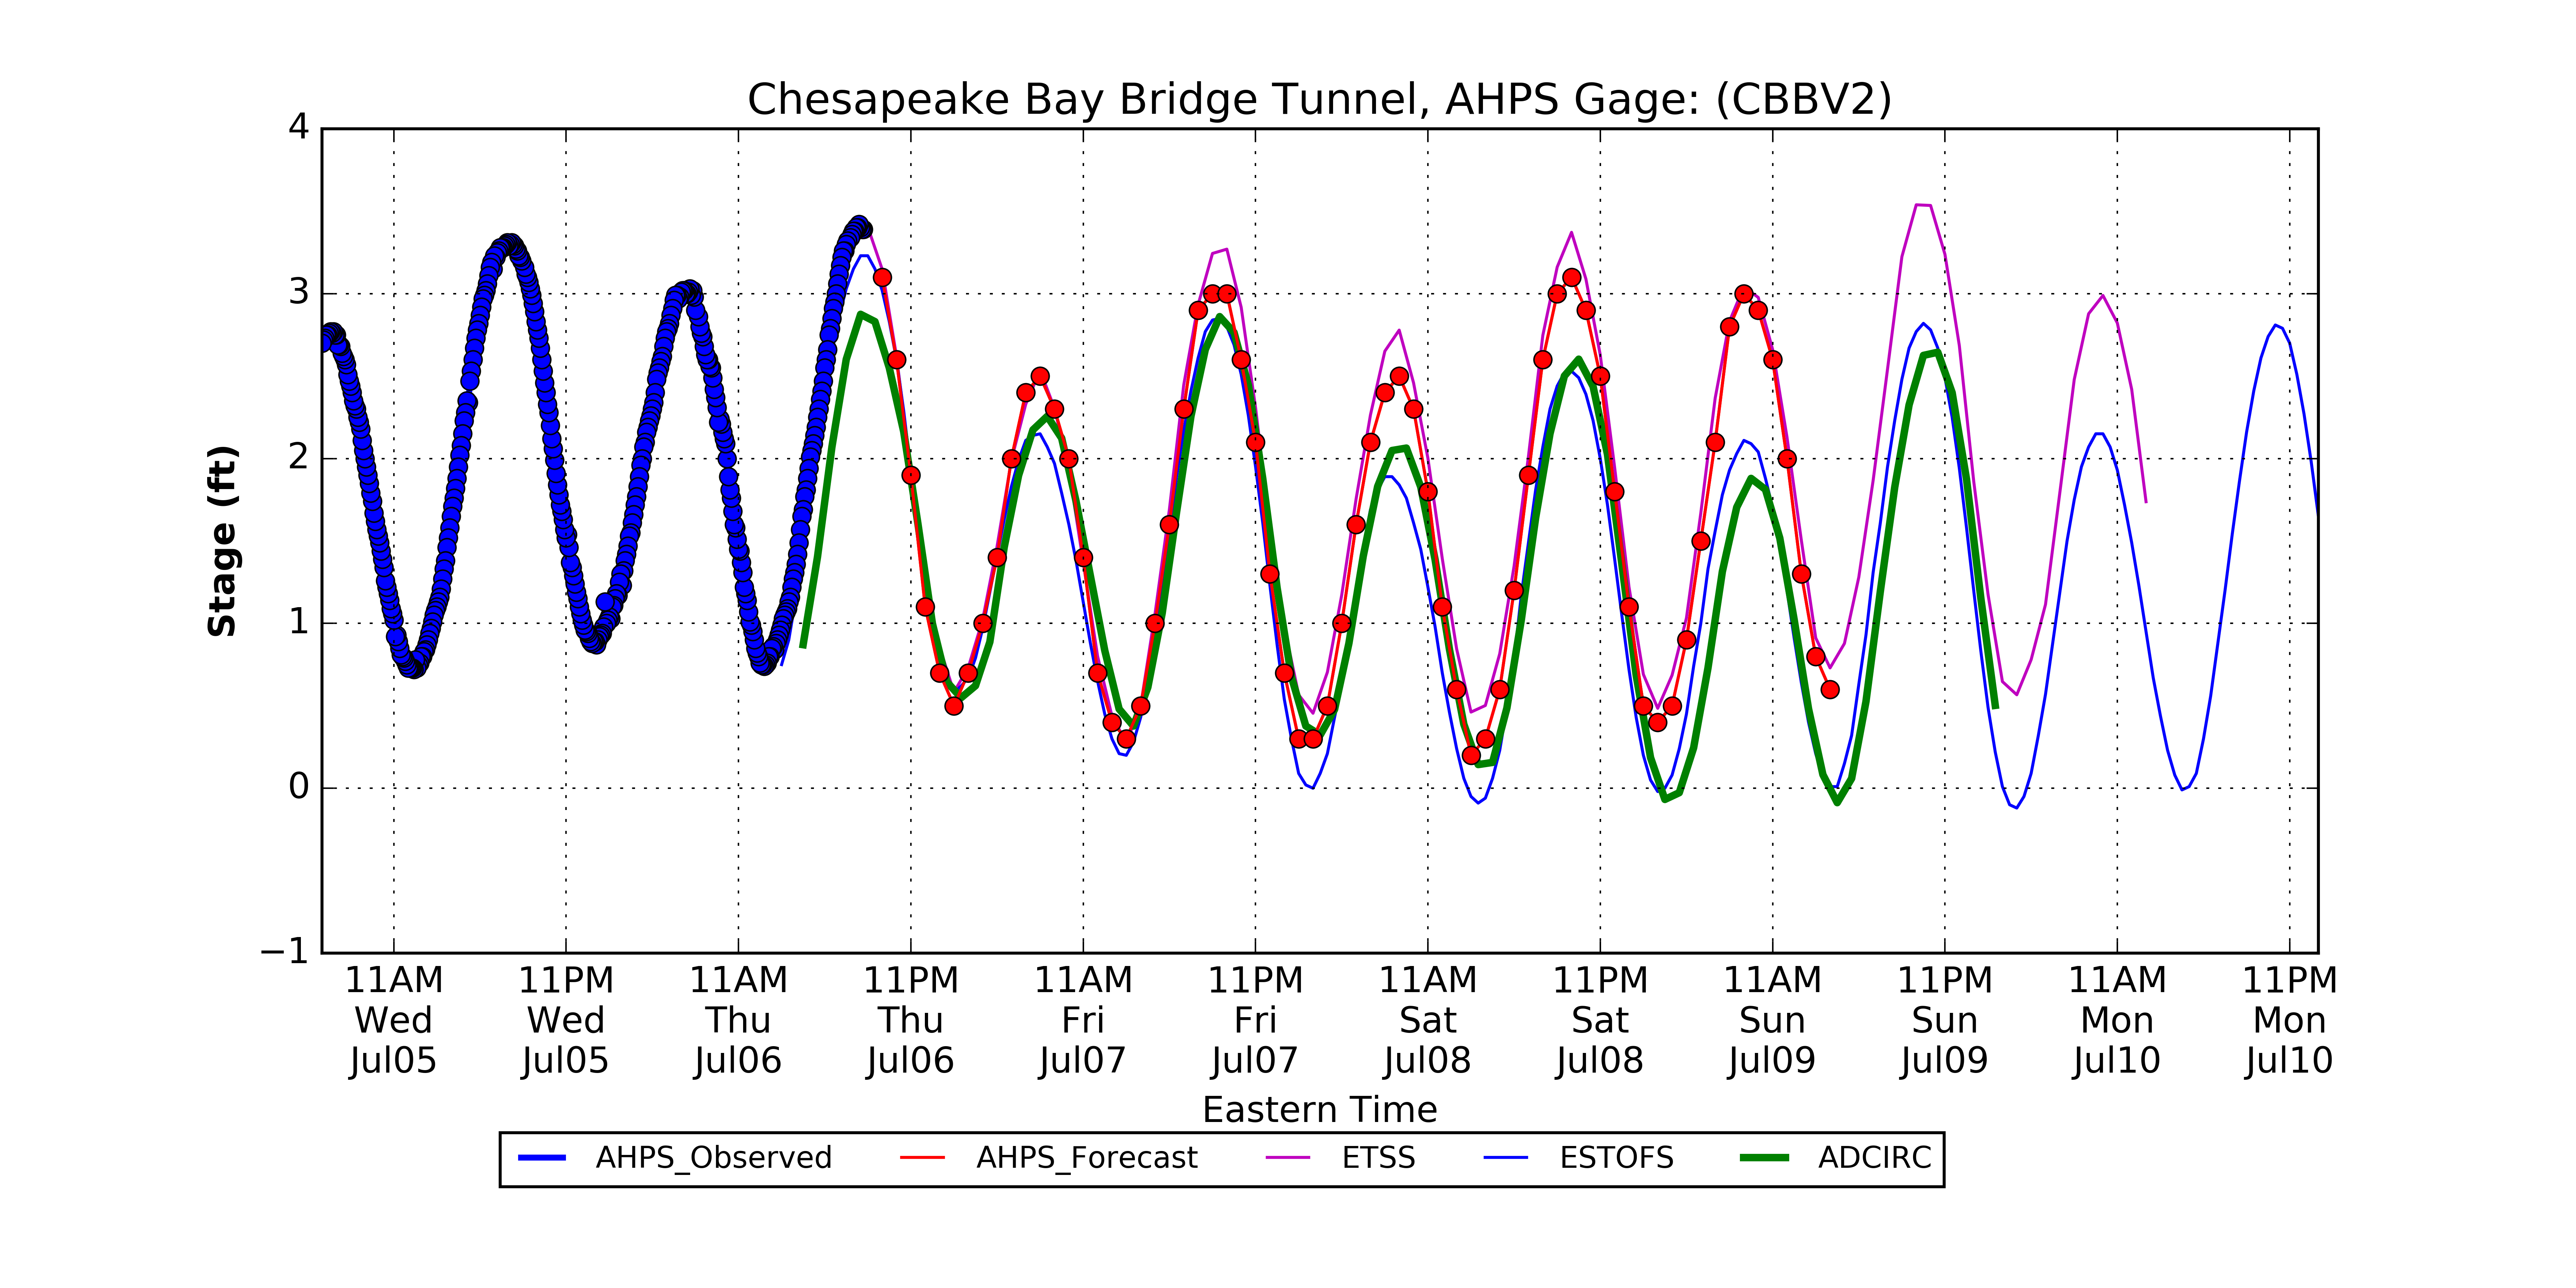 Chesapeake Bay Bridge Tunnel, AHPS Gage: (CBBV2)
4
3
2
1
0
−1
Stage (ft)
11AM 11PM 11AM 11PM 11AM 11PM 11AM 11PM 11AM 11PM 11AM 11PM
Wed Wed Thu Thu Fri Fri Sat Sat Sun Sun Mon Mon
Jul05 Jul05 Jul06 Jul06 Jul07 Jul07 Jul08 Jul08 Jul09 Jul09 Jul10 Jul10
Eastern Time
AHPS_Observed AHPS_Forecast ETSS ESTOFS ADCIRC